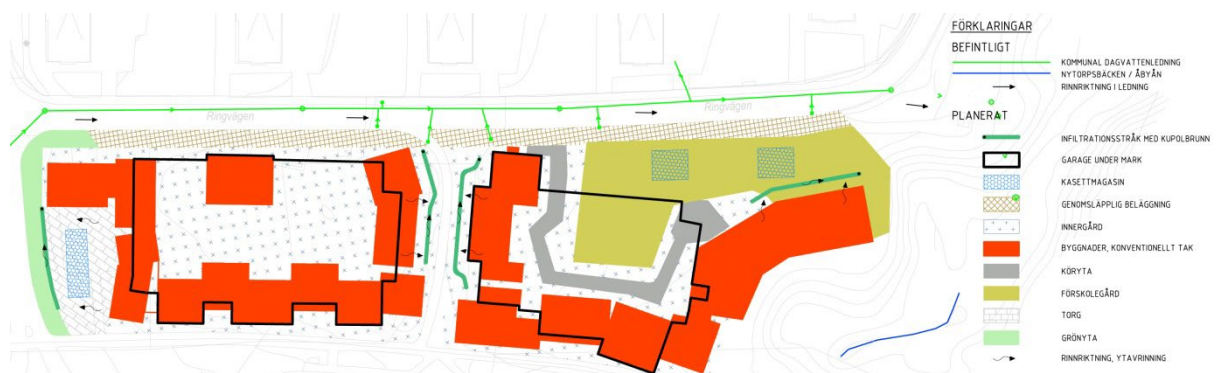 FÖRKLARINGAR
BEFINTLIGT
KOMMUNAL DAGVATTENLEDNING
NYTORPSBÄCKEN / ÅBYÅN
RINNRIKTNING I LEDNING
PLANERAT
INFILTRATIONSSTRÅK MED KUPOLBRUNN
GARAGE UNDER MARK
KASETTMAGASIN
GENOMSLÄPPLIG BELÄGGNING
INNERGÅRD
BYGGNADER, KONVENTIONELLT TAK
KÖRYTA
FÖRSKOLEGÅRD
TORG
GRÖNYTA
RINNRIKTNING, YTAVRINNING
Ringvägen
Ringvägen